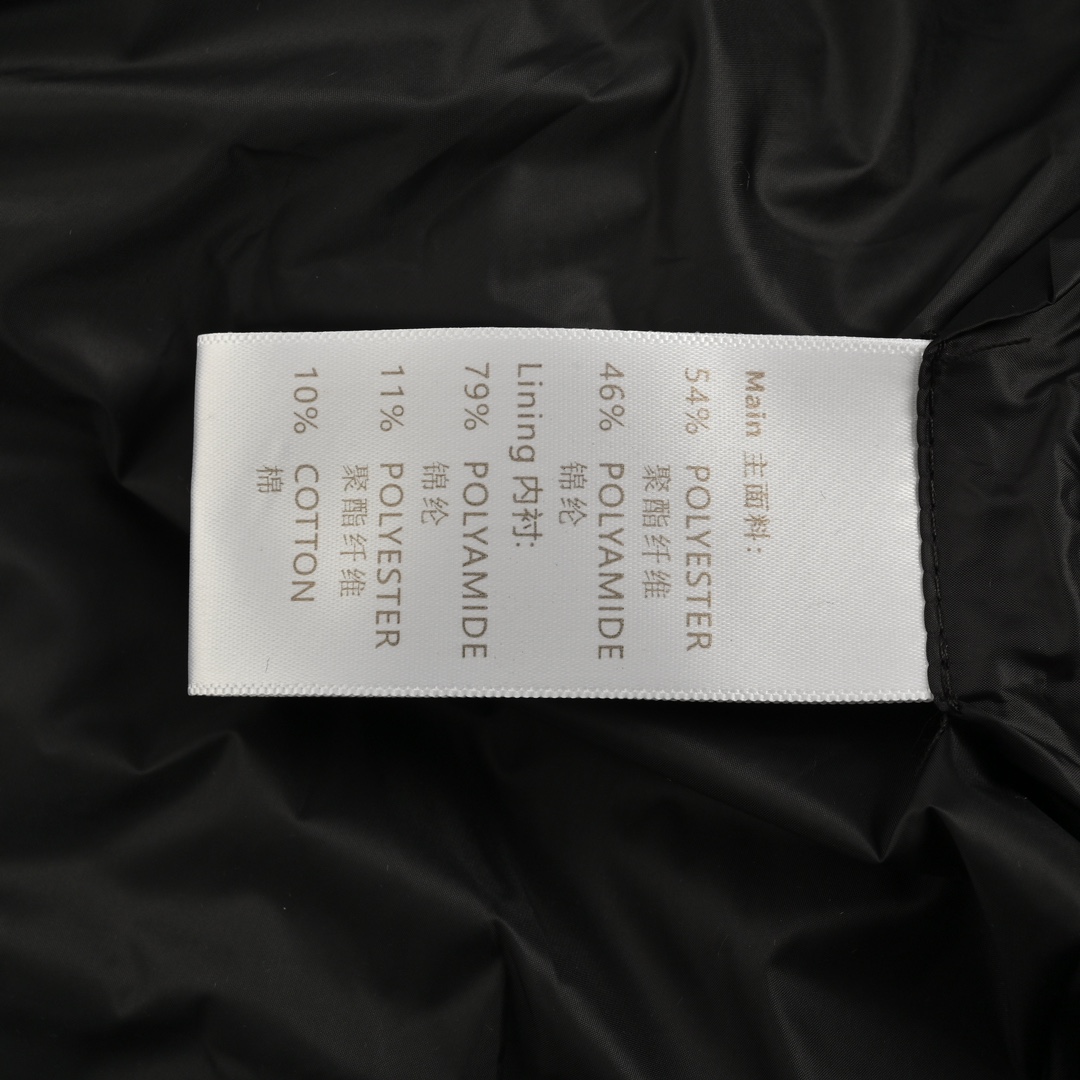 Main 主面料:
54% POLYESTER
聚酯纤维
46% POLYAMIDE
锦纶
Lining 内衬:
79% POLYAMIDE
锦纶
11% POLYESTER
聚酯纤维
10% COTTON
棉